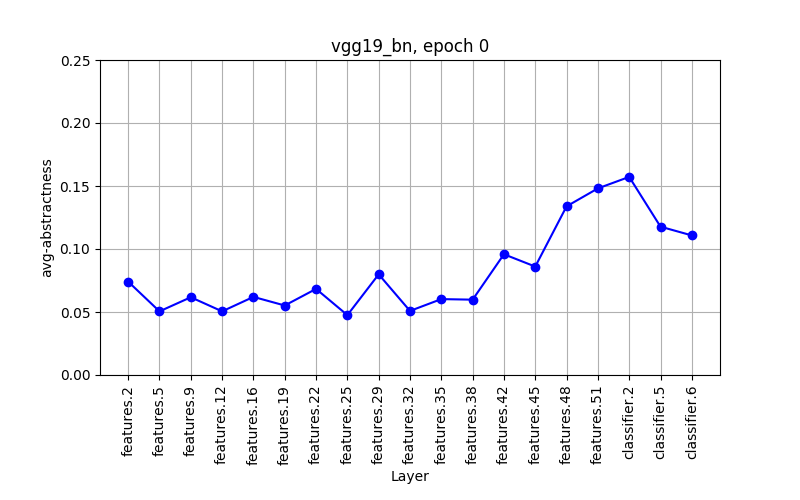 vgg19_bn, epoch 0
0.25
0.20
0.15
0.10
0.05
0.00
avg-abstractness
features.2
features.5
features.9
features.12
features.16
features.19
features.22
features.25
features.29
features.32
features.35
features.38
features.42
features.45
features.48
features.51
classifier.2
classifier.5
classifier.6
Layer